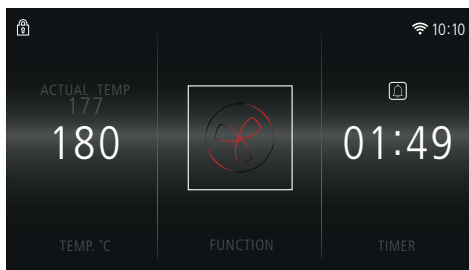 10:10
ACTUAL TEMP
177
180
01:49
TEMP. °C
FUNCTION
TIMER